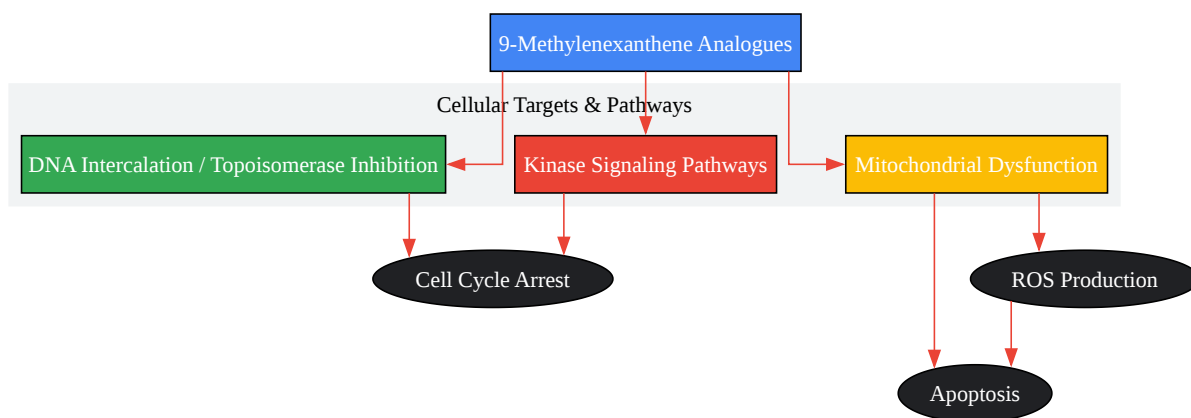 9-Methylenexanthene Analogues
Cellular Targets & Pathways
DNA Intercalation / Topoisomerase Inhibition
Kinase Signaling Pathways
Mitochondrial Dysfunction
Cell Cycle Arrest
ROS Production
Apoptosis